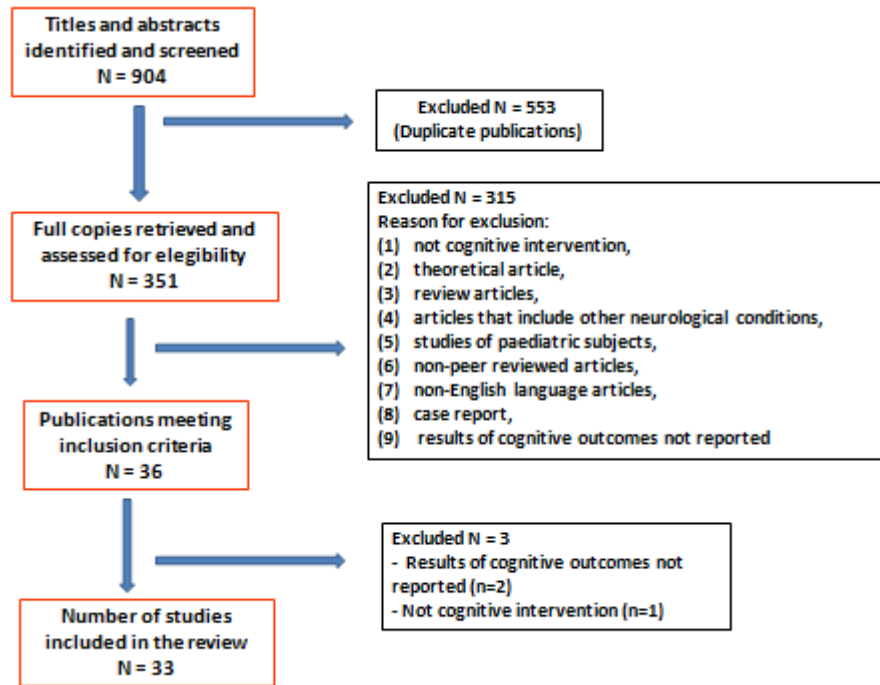 Titles and abstracts
identified and screened
N = 904
Excluded N = 553
(Duplicate publications)
Full copies retrieved and
assessed for elegibility
N = 351
Excluded N = 315
Reason for exclusion:
(1) not cognitive intervention,
(2) theoretical article,
(3) review articles,
(4) articles that include other neurological conditions,
(5) studies of paediatric subjects,
(6) non-peer reviewed articles,
(7) non-English language articles,
(8) case report,
(9) results of cognitive outcomes not reported
Publications meeting
inclusion criteria
N = 36
Excluded N = 3
- Results of cognitive outcomes not
reported (n=2)
- Not cognitive intervention (n=1)
Number of studies
included in the review
N = 33